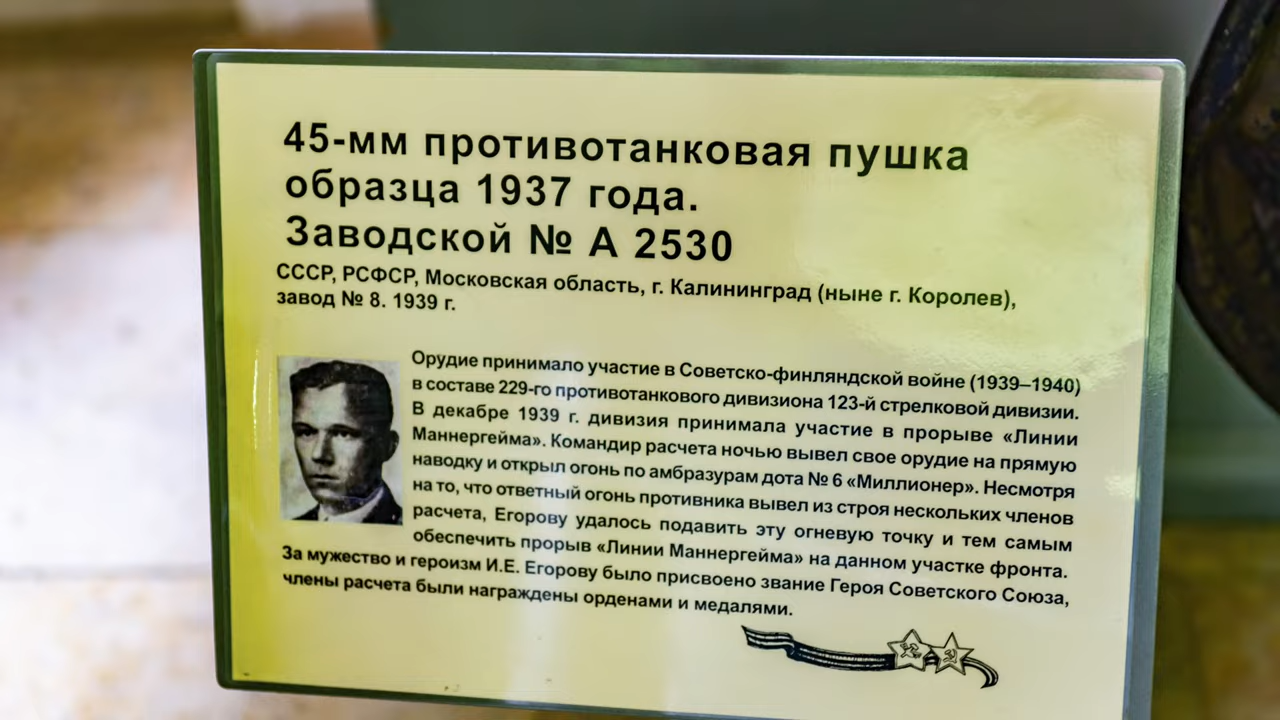 45-мм противотанковая пушка
образца 1937 года.
Заводской № А 2530
СССР, РСФСР, Московская область, г. Калининград (ныне г. Королев),
завод № 8. 1939 г.
Орудие принимало участие в Советско-финляндской войне (1939–1940)
в составе 229-го противотанкового дивизиона 123-й стрелковой дивизии.
В декабре 1939 г. дивизия принимала участие в прорыве «Линии
Маннергейма». Командир расчета ночью вывел свое орудие на прямую
наводку и открыл огонь по амбразурам дота № 6 «Миллионер». Несмотря
на то, что ответный огонь противника вывел из строя нескольких членов
расчета, Егорову удалось подавить эту огневую точку и тем самым
обеспечить прорыв «Линии Маннергейма» на данном участке фронта.
За мужество и героизм И.Е. Егорову было присвоено звание Героя Советского Союза,
члены расчета были награждены орденами и медалями.